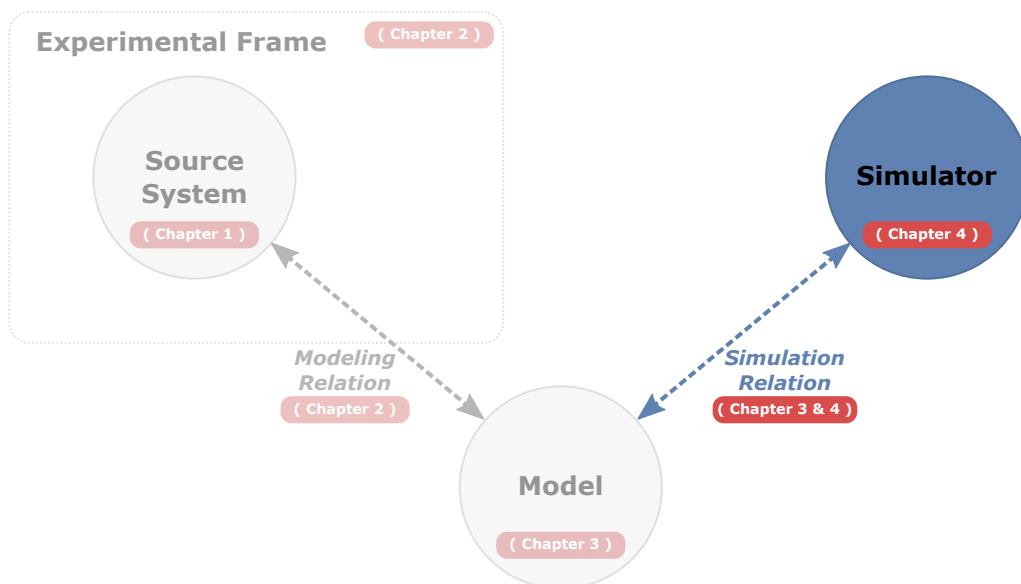 Experimental Frame
( Chapter 2 )
Source
System
( Chapter 1 )
Simulator
( Chapter 4 )
Modeling
Relation
( Chapter 2 )
Simulation
Relation
( Chapter 3 & 4 )
Model
( Chapter 3 )